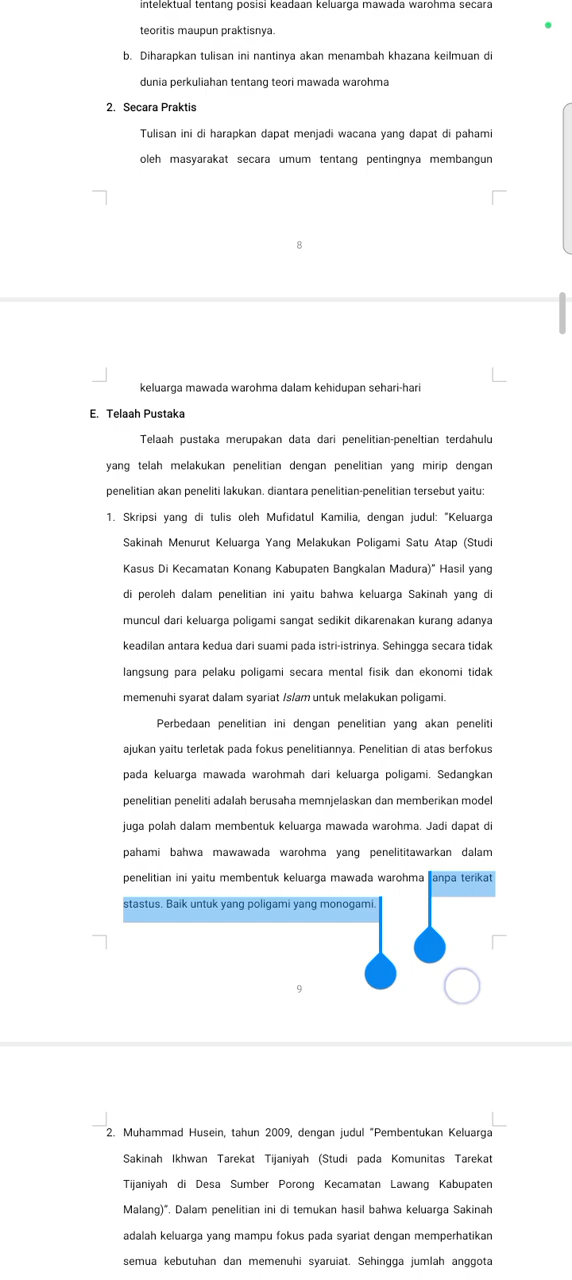 intelektual tentang posisi keadaan keluarga mawada warohma secara
teoritis maupun praktisnya.
b. Diharapkan tulisan ini nantinya akan menambah khazana keilmuan di
dunia perkuliahan tentang teori mawada warohma
2. Secara Praktis
Tulisan ini di harapkan dapat menjadi wacana yang dapat di pahami
oleh masyarakat secara umum tentang pentingnya membangun
8
keluarga mawada warohma dalam kehidupan sehari-hari
E. Telaah Pustaka
Telaah pustaka merupakan data dari penelitian-peneltian terdahulu
yang telah melakukan penelitian dengan penelitian yang mirip dengan
penelitian akan peneliti lakukan. diantara penelitian-penelitian tersebut yaitu:
1. Skripsi yang di tulis oleh Mufidatul Kamilia, dengan judul: "Keluarga
Sakinah Menurut Keluarga Yang Melakukan Poligami Satu Atap (Studi
Kasus Di Kecamatan Konang Kabupaten Bangkalan Madura)" Hasil yang
di peroleh dalam penelitian ini yaitu bahwa keluarga Sakinah yang di
muncul dari keluarga poligami sangat sedikit dikarenakan kurang adanya
keadilan antara kedua dari suami pada istri-istrinya. Sehingga secara tidak
langsung para pelaku poligami secara mental fisik dan ekonomi tidak
memenuhi syarat dalam syariat Islam untuk melakukan poligami.
Perbedaan penelitian ini dengan penelitian yang akan peneliti
ajukan yaitu terletak pada fokus penelitiannya. Penelitian di atas berfokus
pada keluarga mawada warohmah dari keluarga poligami. Sedangkan
penelitian peneliti adalah berusaha memnjelaskan dan memberikan model
juga polah dalam membentuk keluarga mawada warohma. Jadi dapat di
pahami bahwa mawawada warohma yang penelititawarkan dalam
penelitian ini yaitu membentuk keluarga mawada warohma tanpa terikat
stastus. Baik untuk yang poligami yang monogami.
9
2. Muhammad Husein, tahun 2009, dengan judul "Pembentukan Keluarga
Sakinah Ikhwan Tarekat Tijaniyah (Studi pada Komunitas Tarekat
Tijaniyah di Desa Sumber Porong Kecamatan Lawang Kabupaten
Malang)". Dalam penelitian ini di temukan hasil bahwa keluarga Sakinah
adalah keluarga yang mampu fokus pada syariat dengan memperhatikan
semua kebutuhan dan memenuhi syaruiat. Sehingga jumlah anggota